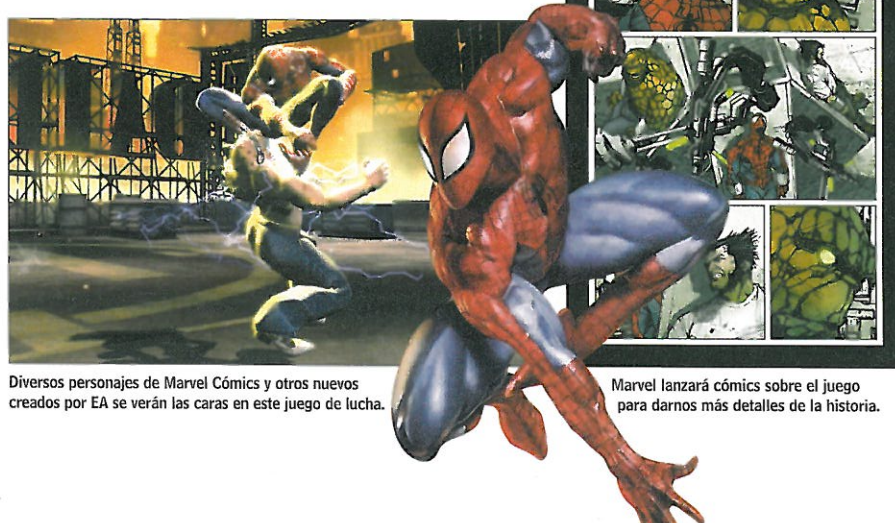 Diversos personajes de Marvel Cómics y otros nuevos
creados por EA se verán las caras en este juego de lucha.
Marvel lanzará cómics sobre el juego
para darnos más detalles de la historia.